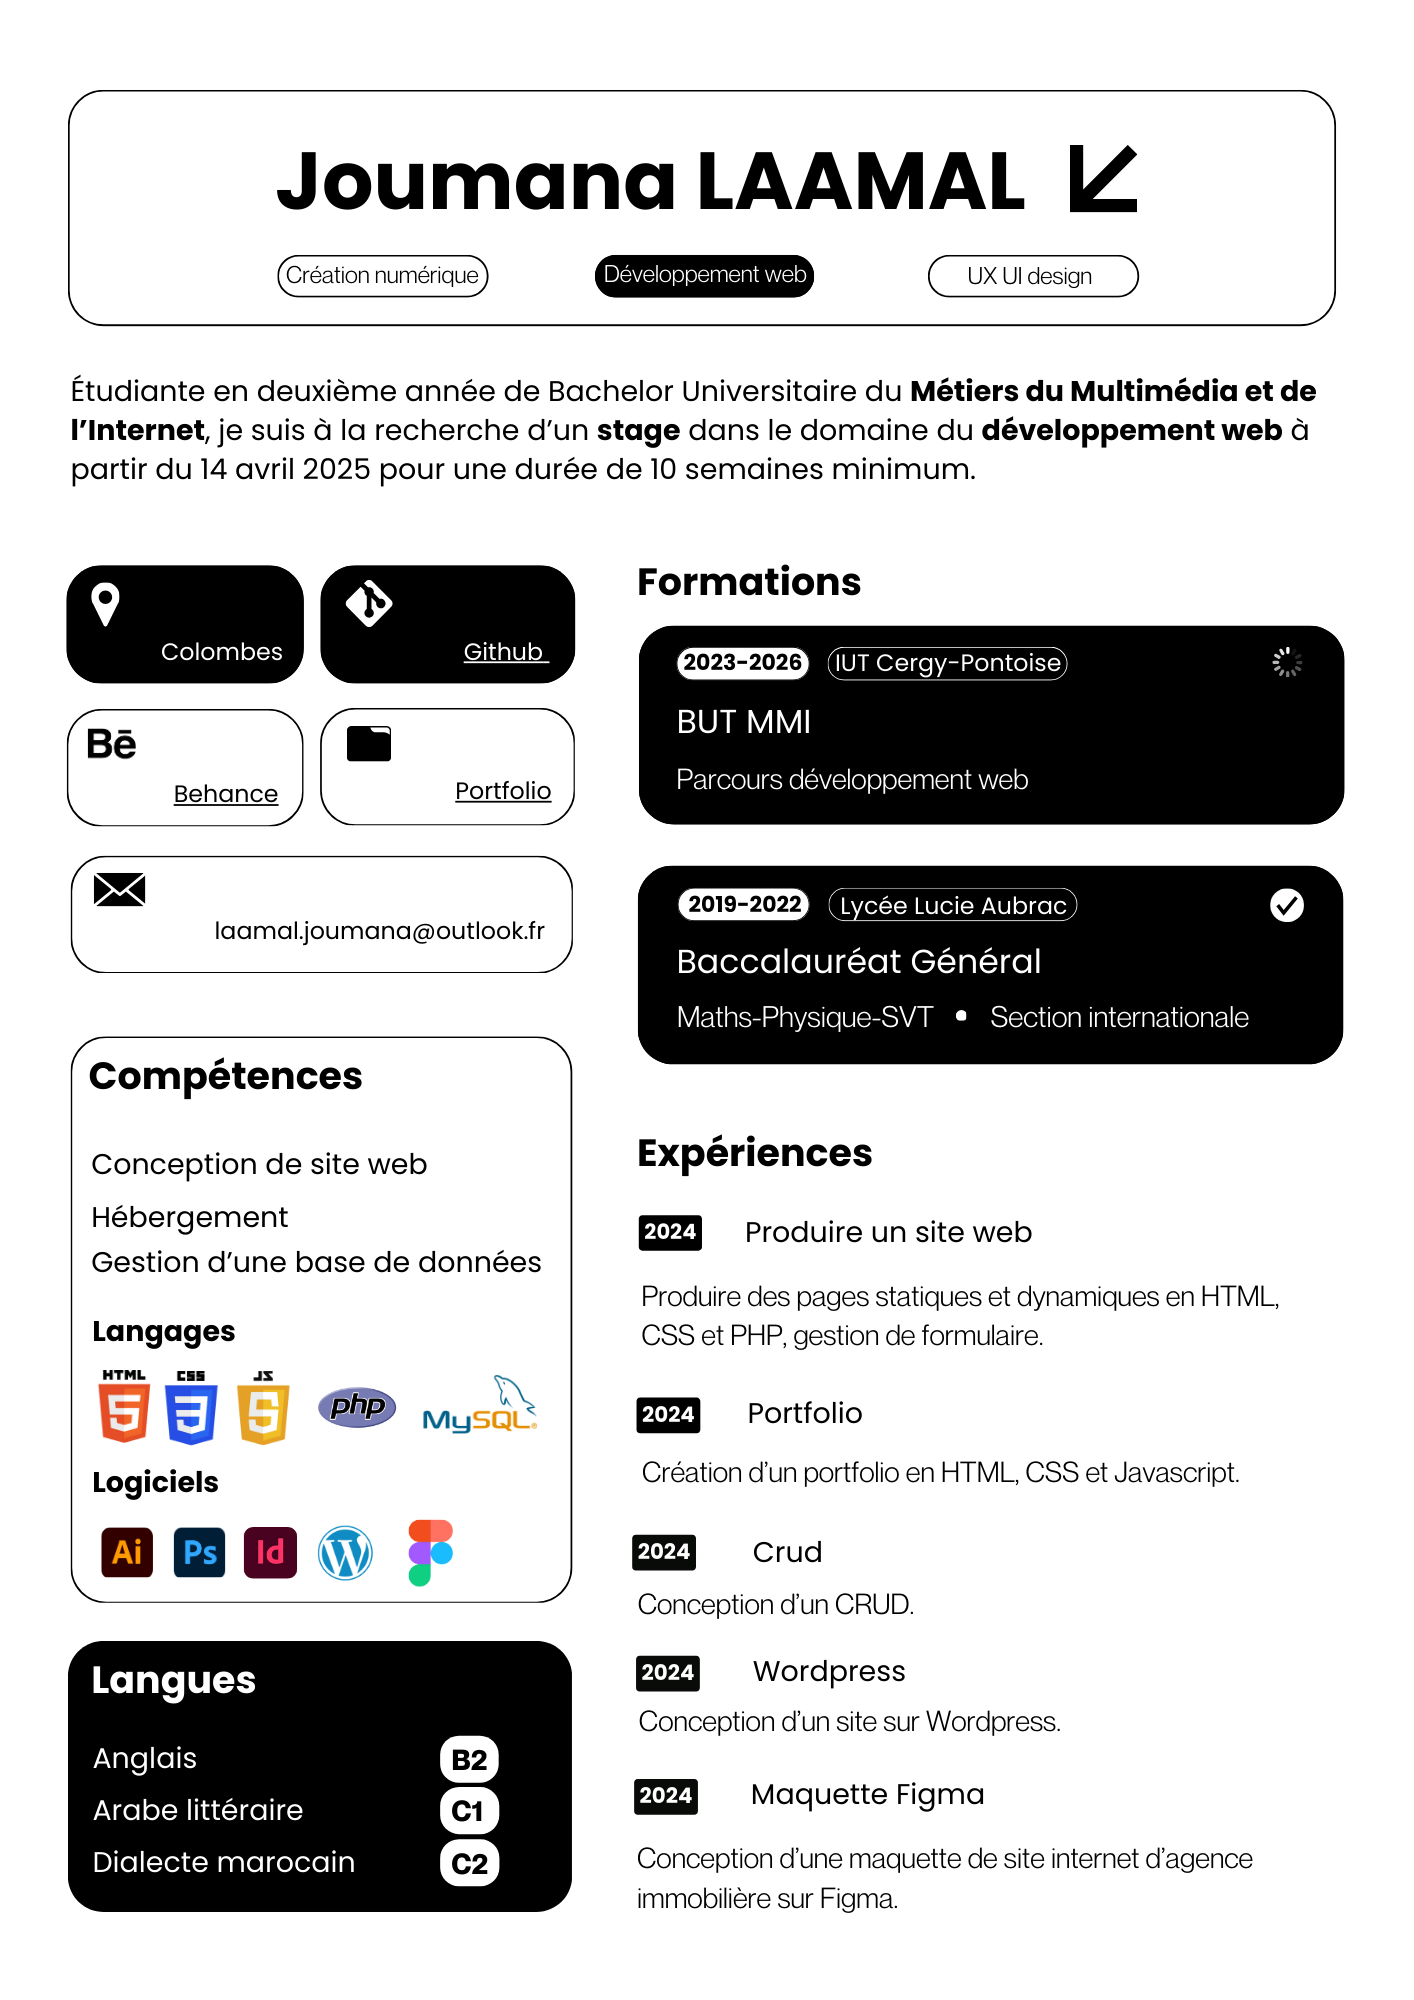 Joumana LAAMAL
Création numérique
Développement web
UX UI design
Étudiante en deuxième année de Bachelor Universitaire du Métiers du Multimédia et de
l’Internet, je suis à la recherche d’un stage dans le domaine du développement web à
partir du 14 avril 2025 pour une durée de 10 semaines minimum.
Colombes
Github
Bē
Behance
Portfolio
laamal.joumana@outlook.fr
Compétences
Conception de site web
Hébergement
Gestion d’une base de données
Langages
HTML CSS JS php MySQL
Logiciels
Ai Ps Id
Langues
Anglais B2
Arabe littéraire C1
Dialecte marocain C2
Formations
2023-2026 IUT Cergy-Pontoise
BUT MMI
Parcours développement web
2019-2022 Lycée Lucie Aubrac
Baccalauréat Général
Maths-Physique-SVT • Section internationale
Expériences
2024 Produire un site web
Produire des pages statiques et dynamiques en HTML,
CSS et PHP, gestion de formulaire.
2024 Portfolio
Création d’un portfolio en HTML, CSS et Javascript.
2024 Crud
Conception d’un CRUD.
2024 Wordpress
Conception d’un site sur Wordpress.
2024 Maquette Figma
Conception d’une maquette de site internet d’agence
immobilière sur Figma.